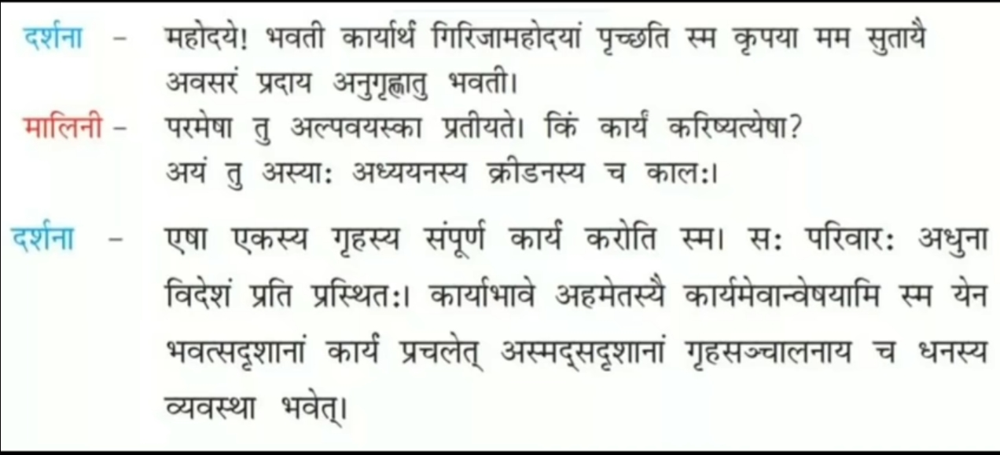 दर्शना - महोदये! भवती कार्यार्थं गिरिजामहोदयां पृच्छति स्म कृपया मम सुतायै
अवसरं प्रदाय अनुगृह्णातु भवती।
मालिनी - परमेषा तु अल्पवयस्का प्रतीयते। किं कार्यं करिष्यत्येषा?
अयं तु अस्याः अध्ययनस्य क्रीडनस्य च कालः।
दर्शना - एषा एकस्य गृहस्य संपूर्णं कार्यं करोति स्म। सः परिवारः अधुना
विदेशं प्रति प्रस्थितः। कार्याभावे अहमेतस्यै कार्यमेवान्वेषयामि स्म येन
भवत्सदृशानां कार्यं प्रचलेत् अस्मद्सदृशानां गृहसञ्चालनाय च धनस्य
व्यवस्था भवेत्।